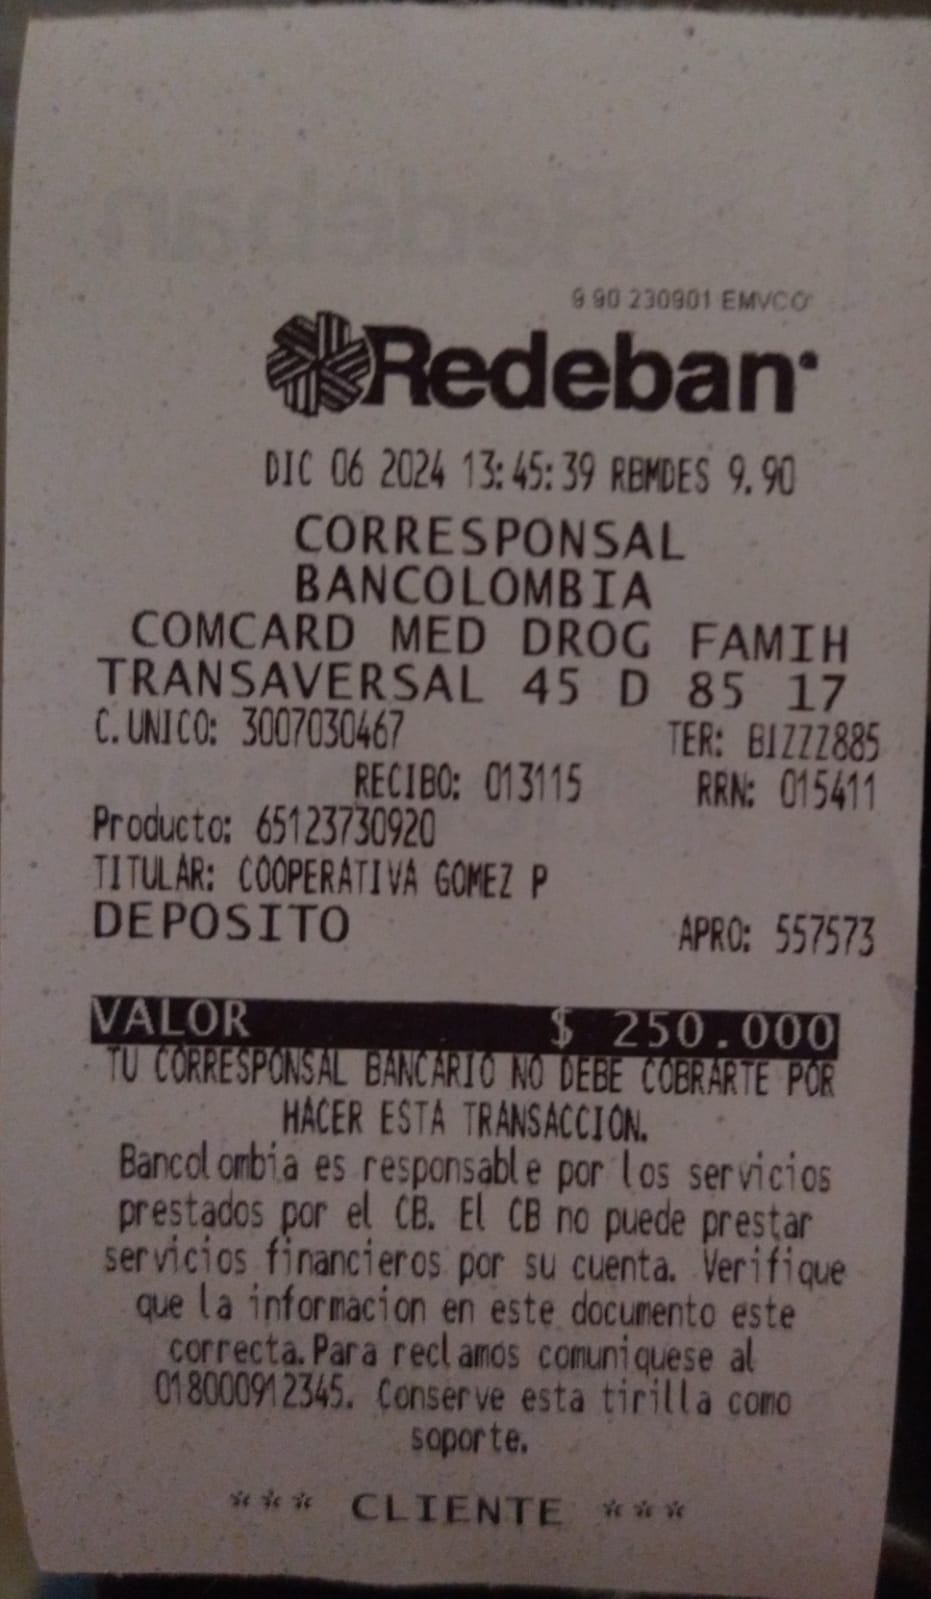 9 90 230901 EMVCO
Redeban
DIC 06 2024 13:45:39 RBMDES 9.90
CORRESPONSAL
BANCOLOMBIA
COMCARD MED DROG FAMIH
TRANSAVERSAL 45 D 85 17
C.UNICO: 3007030467 TER: BIZZZ885
RECIBO: 013115 RRN: 015411
Producto: 65123730920
TITULAR: COOPERATIVA GOMEZ P
DEPOSITO APRO: 557573
VALOR $ 250.000
TU CORRESPONSAL BANCARIO NO DEBE COBRARTE POR
HACER ESTA TRANSACCION.
Bancolombia es responsable por los servicios
prestados por el CB. El CB no puede prestar
servicios financieros por su cuenta. Verifique
que la informacion en este documento este
correcta.Para reclamos comuniquese al
018000912345. Conserve esta tirilla como
soporte.
*** CLIENTE ***